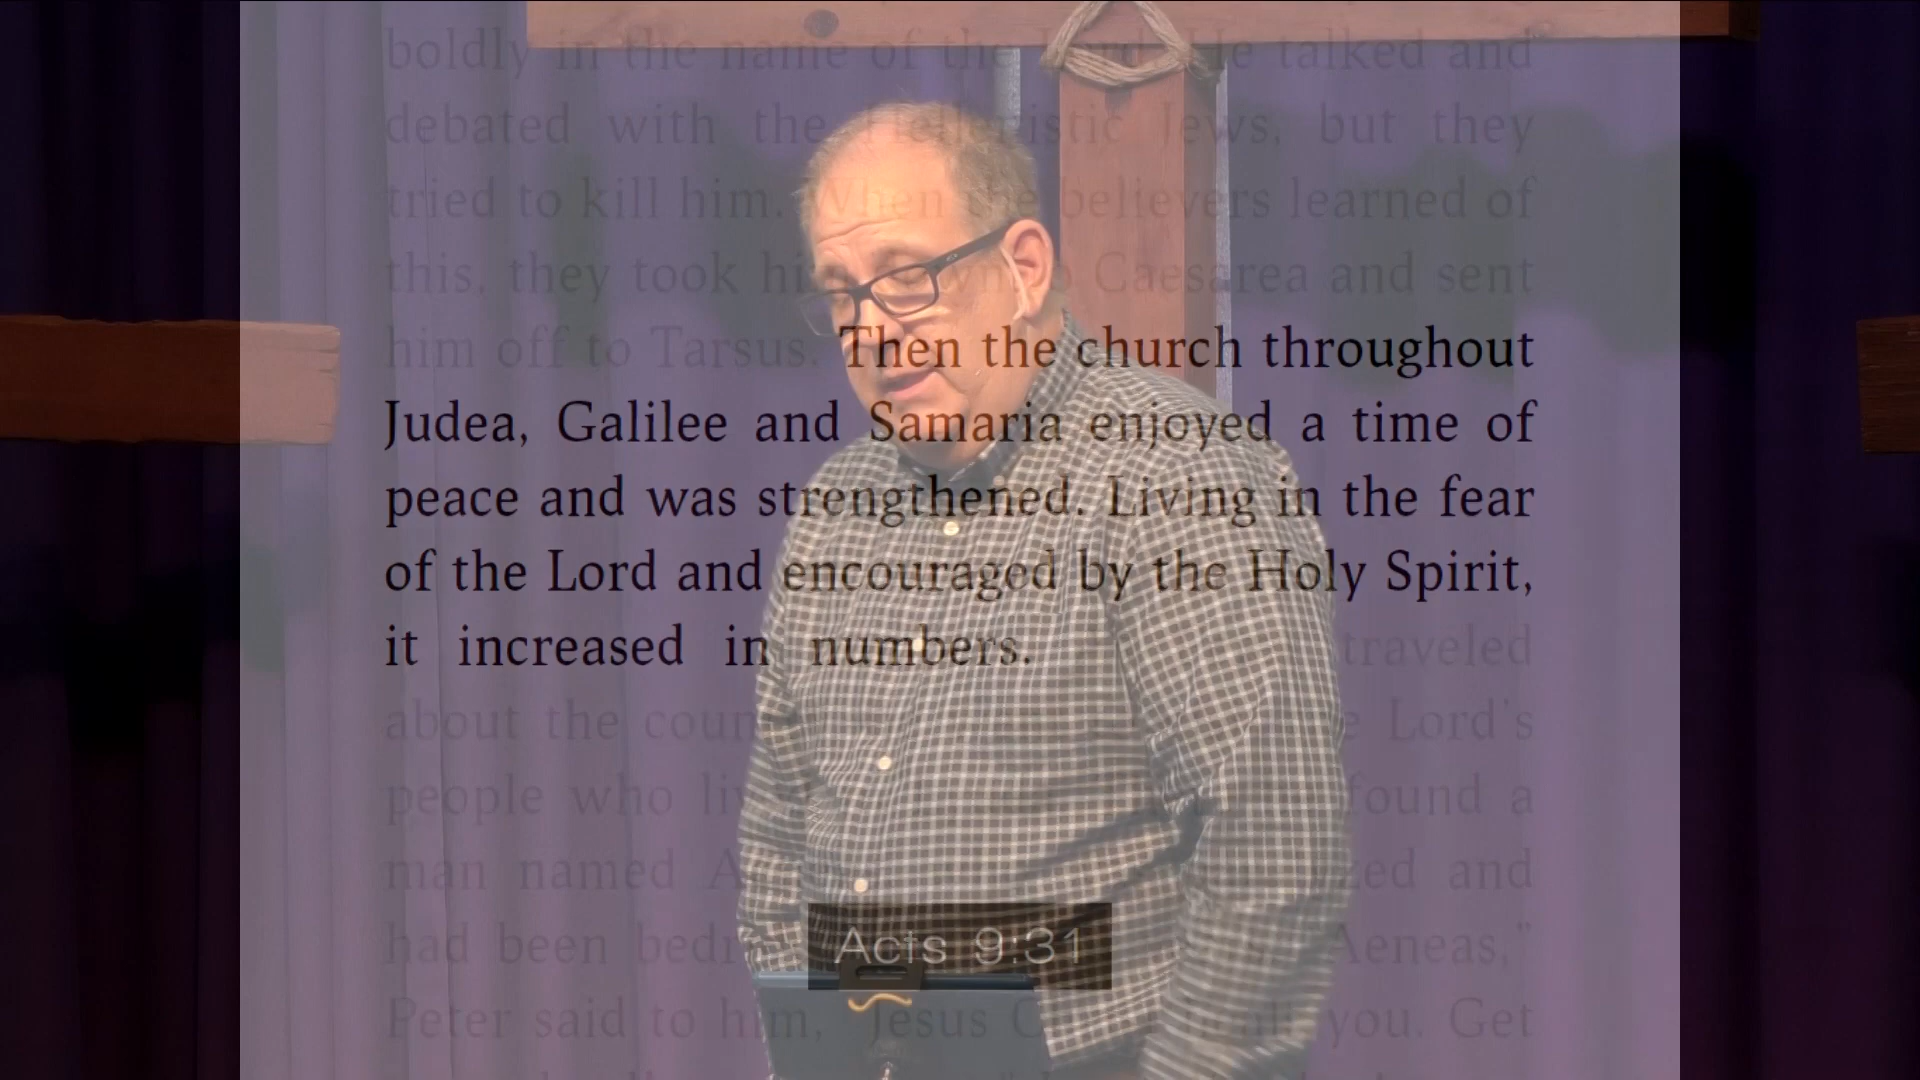 boldly in the name of the Lord. He talked and
debated with the Hellenistic Jews, but they
tried to kill him. When the believers learned of
this, they took him down to Caesarea and sent
him off to Tarsus. Then the church throughout
Judea, Galilee and Samaria enjoyed a time of
peace and was strengthened. Living in the fear
of the Lord and encouraged by the Holy Spirit,
it increased in numbers. traveled
about the Lord's
people who found a
man named and
had been Aeneas,"
Peter said to him, "Jesus you. Get
Acts 9:31